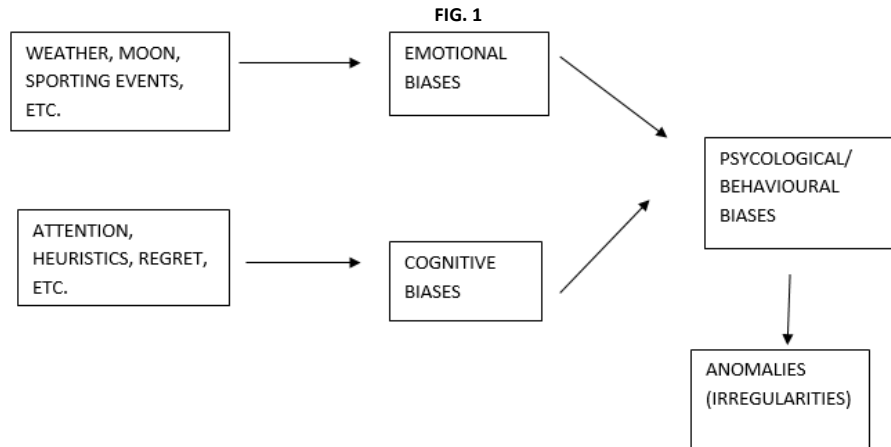 FIG. 1
WEATHER, MOON,
SPORTING EVENTS,
ETC.
EMOTIONAL
BIASES
PSYCOLOGICAL/
BEHAVIOURAL
BIASES
ATTENTION,
HEURISTICS, REGRET,
ETC.
COGNITIVE
BIASES
ANOMALIES
(IRREGULARITIES)